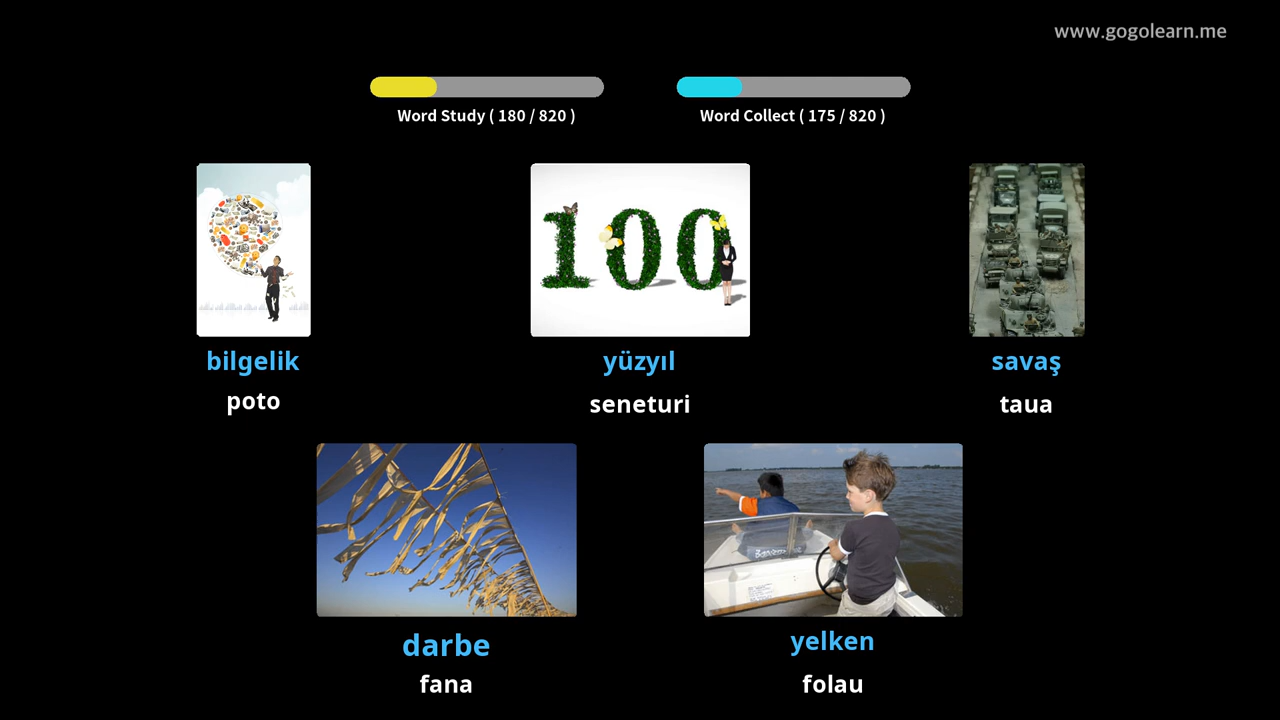 www.gogolearn.me
Word Study ( 180 / 820 )
Word Collect ( 175 / 820 )
100
bilgelik
yüzyıl
savaş
poto
seneturi
taua
darbe
yelken
fana
folau